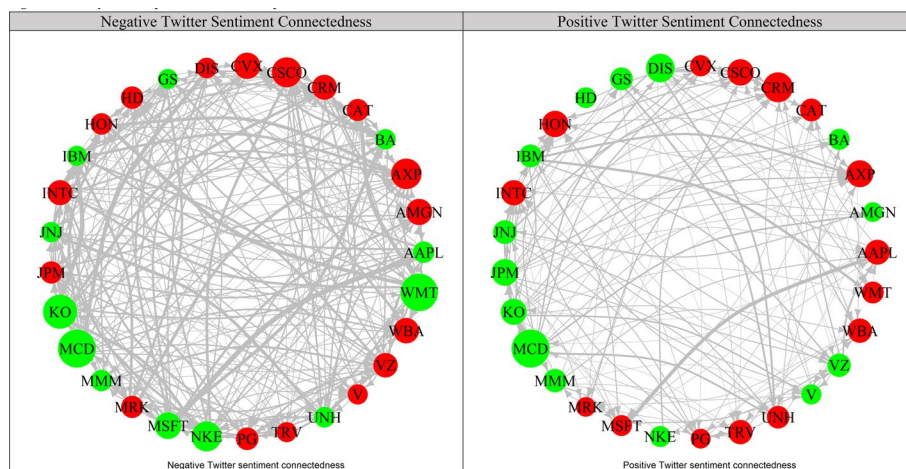 Negative Twitter Sentiment Connectedness
Positive Twitter Sentiment Connectedness
DIS
CVX
CSCO
CRM
CAT
BA
AXP
AMGN
AAPL
WMT
WBA
VZ
V
UNH
TRV
PG
NKE
MSFT
MRK
MMM
MCD
KO
JPM
JNJ
INTC
IBM
HON
HD
GS
Negative Twitter sentiment connectedness
DIS
CVX
CSCO
CRM
CAT
BA
AXP
AMGN
AAPL
WMT
WBA
VZ
V
UNH
TRV
PG
NKE
MSFT
MRK
MMM
MCD
KO
JPM
JNJ
INTC
IBM
HON
HD
GS
Positive Twitter sentiment connectedness